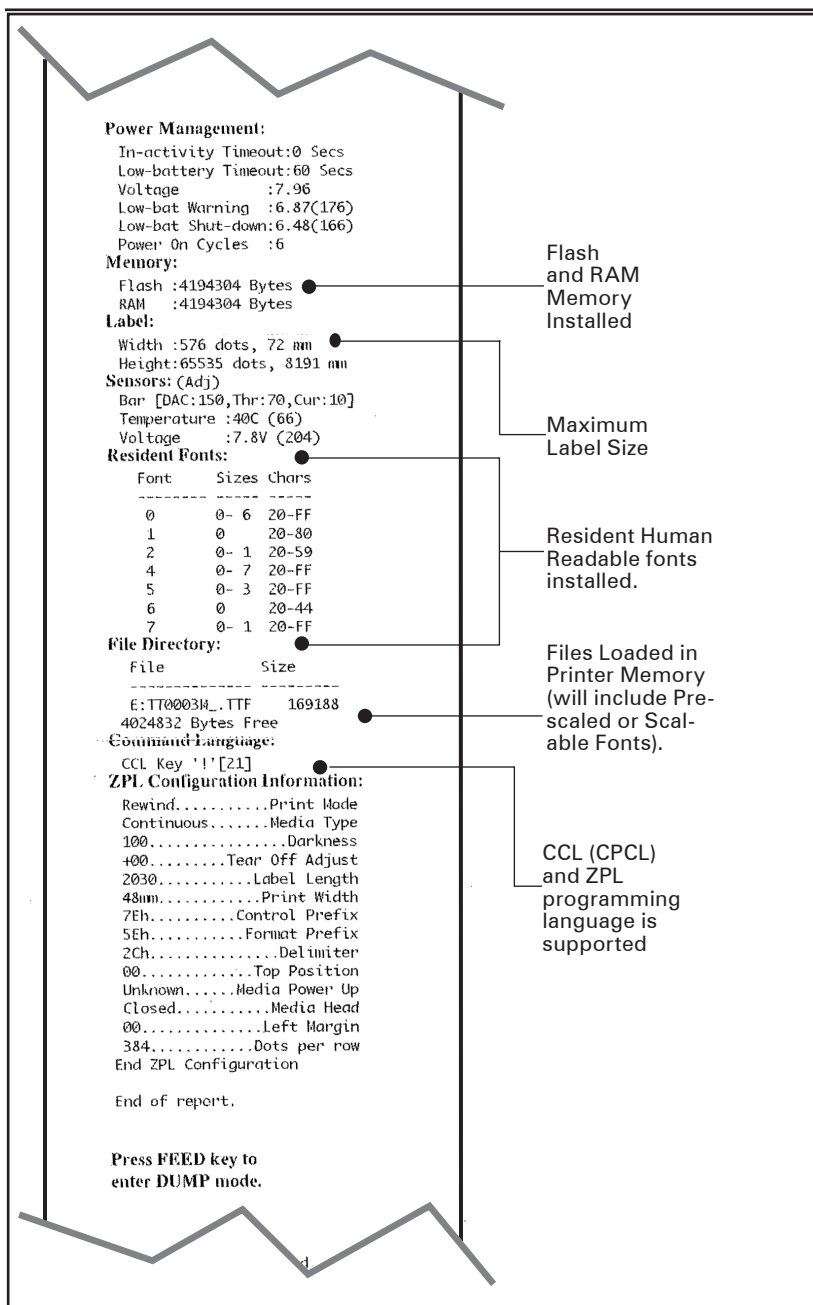 Power Management:
In-activity Timeout:0 Secs
Low-battery Timeout:60 Secs
Voltage :7.96
Low-bat Warning :6.87(176)
Low-bat Shut-down:6.48(166)
Power On Cycles :6
Memory:
Flash :4194304 Bytes
RAM :4194304 Bytes
Label:
Width :576 dots, 72 mm
Height:65535 dots, 8191 mm
Sensors: (Adj)
Bar [DAC:150,Thr:70,Cur:10]
Temperature :40C (66)
Voltage :7.8V (204)
Resident Fonts:
Font Sizes Chars
-------- ----- -----
0 0- 6 20-FF
1 0 20-80
2 0- 1 20-59
4 0- 7 20-FF
5 0- 3 20-FF
6 0 20-44
7 0- 1 20-FF
File Directory:
File Size
---------------- ---------
E:TT0003M_.TTF 169188
4024832 Bytes Free
Command Language:
CCL Key '!'[21]
ZPL Configuration Information:
Rewind...........Print Mode
Continuous.......Media Type
100................Darkness
+00.........Tear Off Adjust
2030...........Label Length
48mm............Print Width
7Eh..........Control Prefix
5Eh...........Format Prefix
2Ch...............Delimiter
00.............Top Position
Unknown......Media Power Up
Closed...........Media Head
00..............Left Margin
384............Dots per row
End ZPL Configuration
End of report.
Press FEED key to
enter DUMP mode.
d
Flash
and RAM
Memory
Installed
Maximum
Label Size
Resident Human
Readable fonts
installed.
Files Loaded in
Printer Memory
(will include Pre-
scaled or Scal-
able Fonts).
CCL (CPCL)
and ZPL
programming
language is
supported